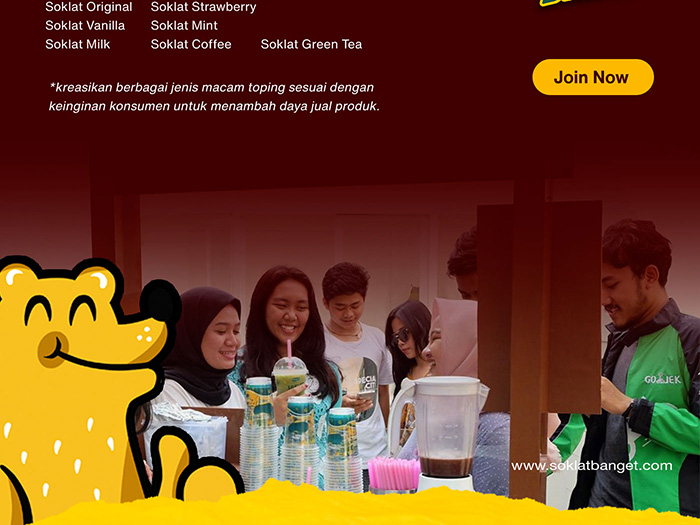 Soklat Original Soklat Strawberry
Soklat Vanilla Soklat Mint
Soklat Milk Soklat Coffee Soklat Green Tea
Join Now
*kreasikan berbagai jenis macam toping sesuai dengan
keinginan konsumen untuk menambah daya jual produk.
SPECIAL
GOJEK
www.soklatbanget.com